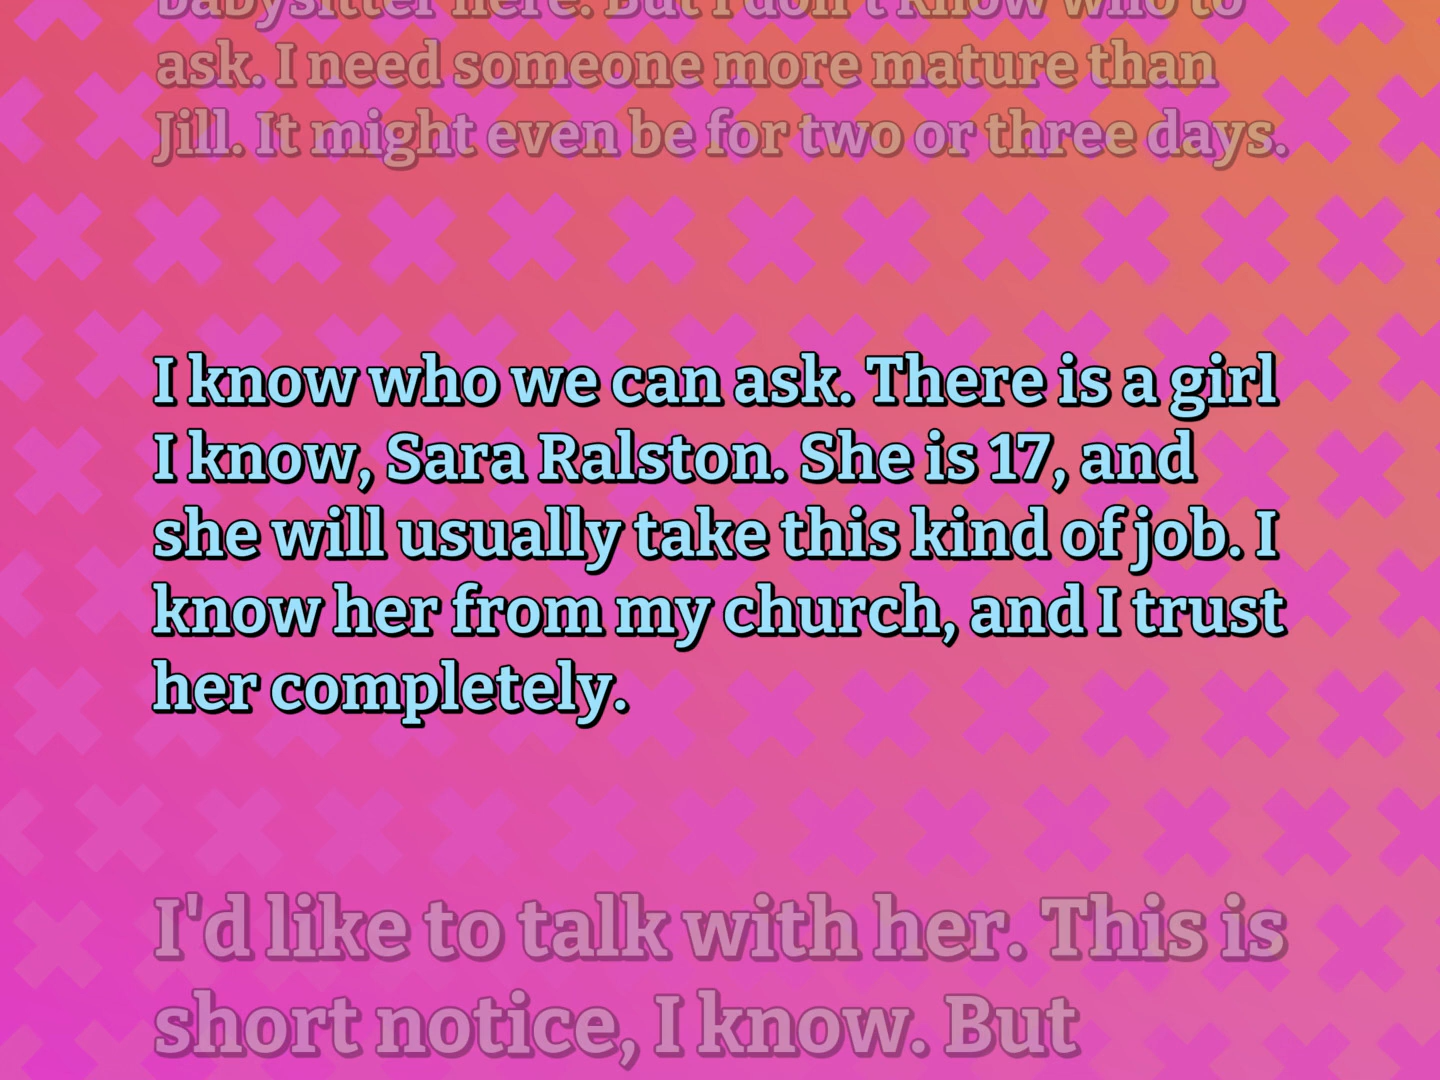 babysitter here. But I don't know who to
ask. I need someone more mature than
Jill. It might even be for two or three days.
I know who we can ask. There is a girl
I know, Sara Ralston. She is 17, and
she will usually take this kind of job. I
know her from my church, and I trust
her completely.
I'd like to talk with her. This is
short notice, I know. But